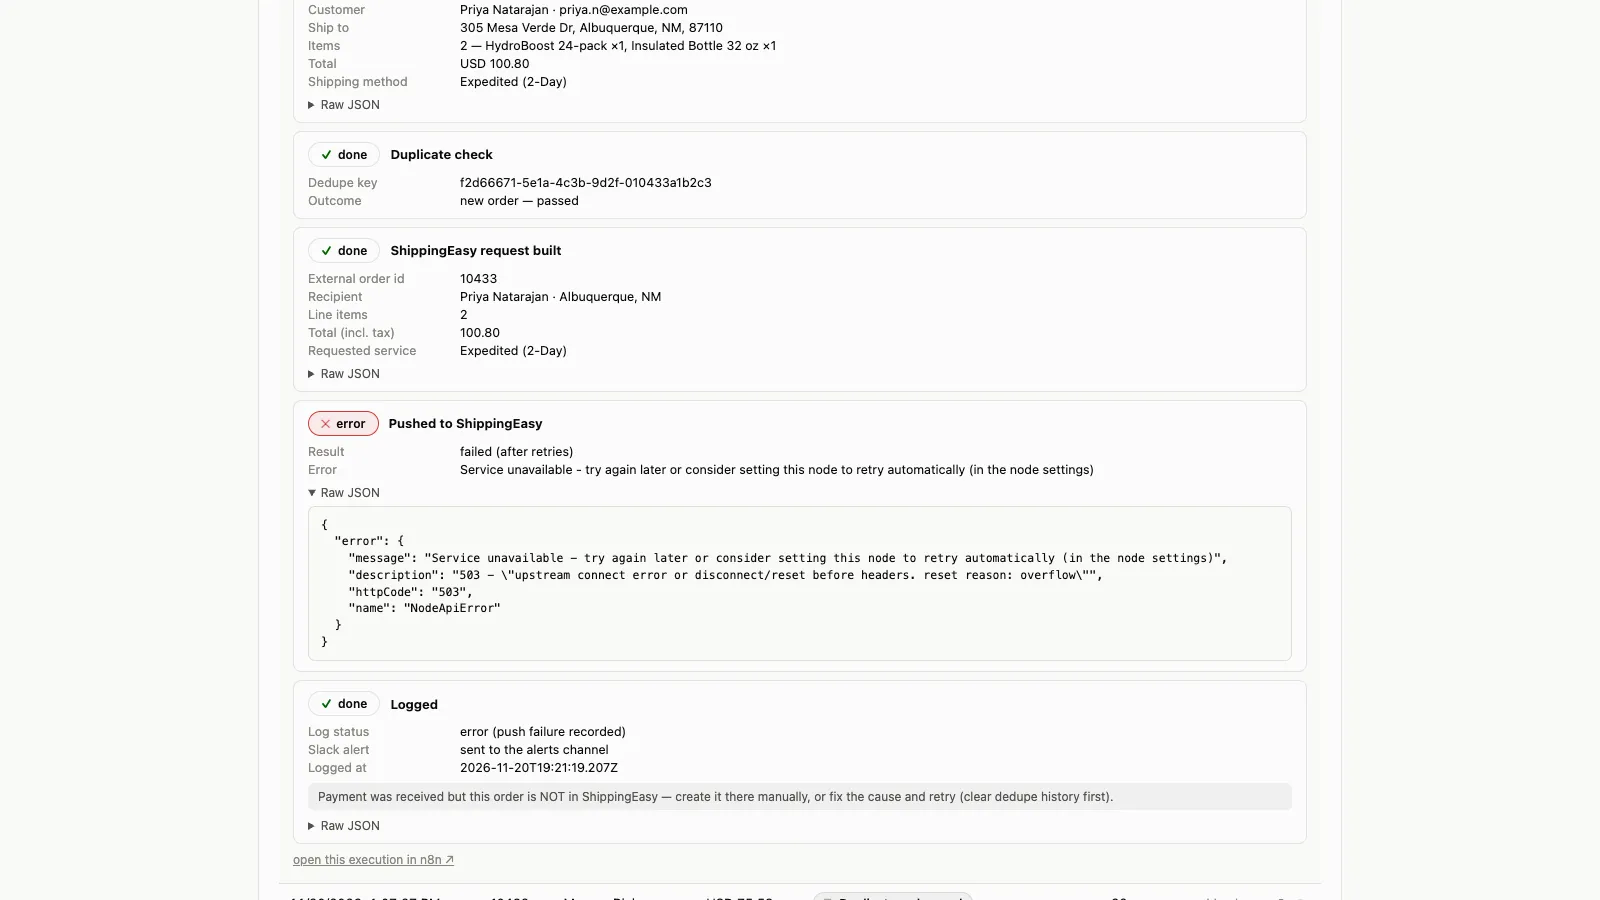 Customer Priya Natarajan · priya.n@example.com
Ship to 305 Mesa Verde Dr, Albuquerque, NM, 87110
Items 2 — HydroBoost 24-pack ×1, Insulated Bottle 32 oz ×1
Total USD 100.80
Shipping method Expedited (2-Day)
▶ Raw JSON
✓ done Duplicate check
Dedupe key f2d66671-5e1a-4c3b-9d2f-010433a1b2c3
Outcome new order — passed
✓ done ShippingEasy request built
External order id 10433
Recipient Priya Natarajan · Albuquerque, NM
Line items 2
Total (incl. tax) 100.80
Requested service Expedited (2-Day)
▶ Raw JSON
✕ error Pushed to ShippingEasy
Result failed (after retries)
Error Service unavailable - try again later or consider setting this node to retry automatically (in the node settings)
▼ Raw JSON
{
"error": {
"message": "Service unavailable - try again later or consider setting this node to retry automatically (in the node settings)",
"description": "503 - \"upstream connect error or disconnect/reset before headers. reset reason: overflow\"",
"httpCode": "503",
"name": "NodeApiError"
}
}
✓ done Logged
Log status error (push failure recorded)
Slack alert sent to the alerts channel
Logged at 2026-11-20T19:21:19.207Z
Payment was received but this order is NOT in ShippingEasy — create it there manually, or fix the cause and retry (clear dedupe history first).
▶ Raw JSON
open this execution in n8n ↗